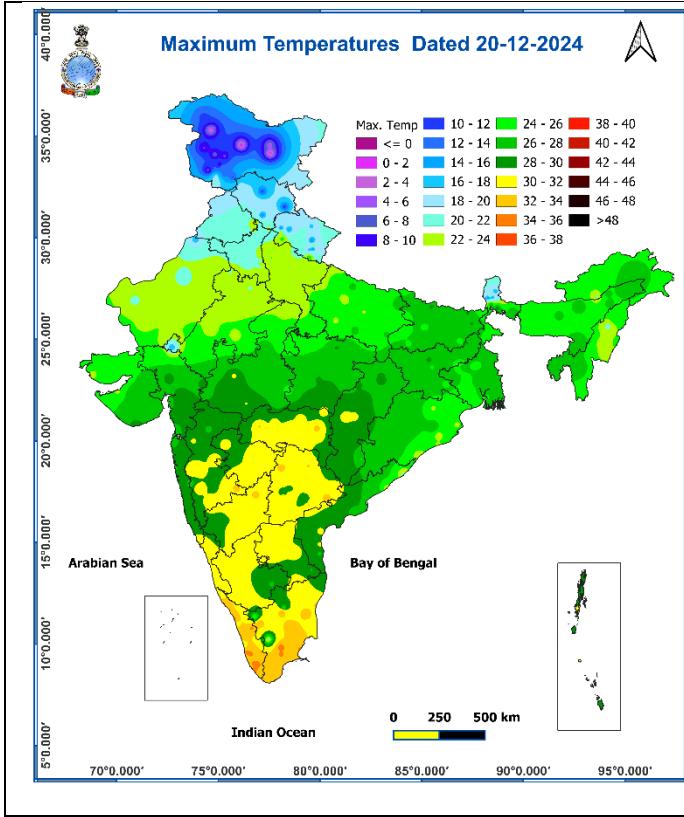 Maximum Temperatures Dated 20-12-2024
Max. Temp
<= 0
0 - 2
2 - 4
4 - 6
6 - 8
8 - 10
10 - 12
12 - 14
14 - 16
16 - 18
18 - 20
20 - 22
22 - 24
24 - 26
26 - 28
28 - 30
30 - 32
32 - 34
34 - 36
36 - 38
38 - 40
40 - 42
42 - 44
44 - 46
46 - 48
>48
40°0.000'
35°0.000'
30°0.000'
25°0.000'
20°0.000'
15°0.000'
10°0.000'
5°0.000'
Arabian Sea
Bay of Bengal
Indian Ocean
0 250 500 km
70°0.000' 75°0.000' 80°0.000' 85°0.000' 90°0.000' 95°0.000'